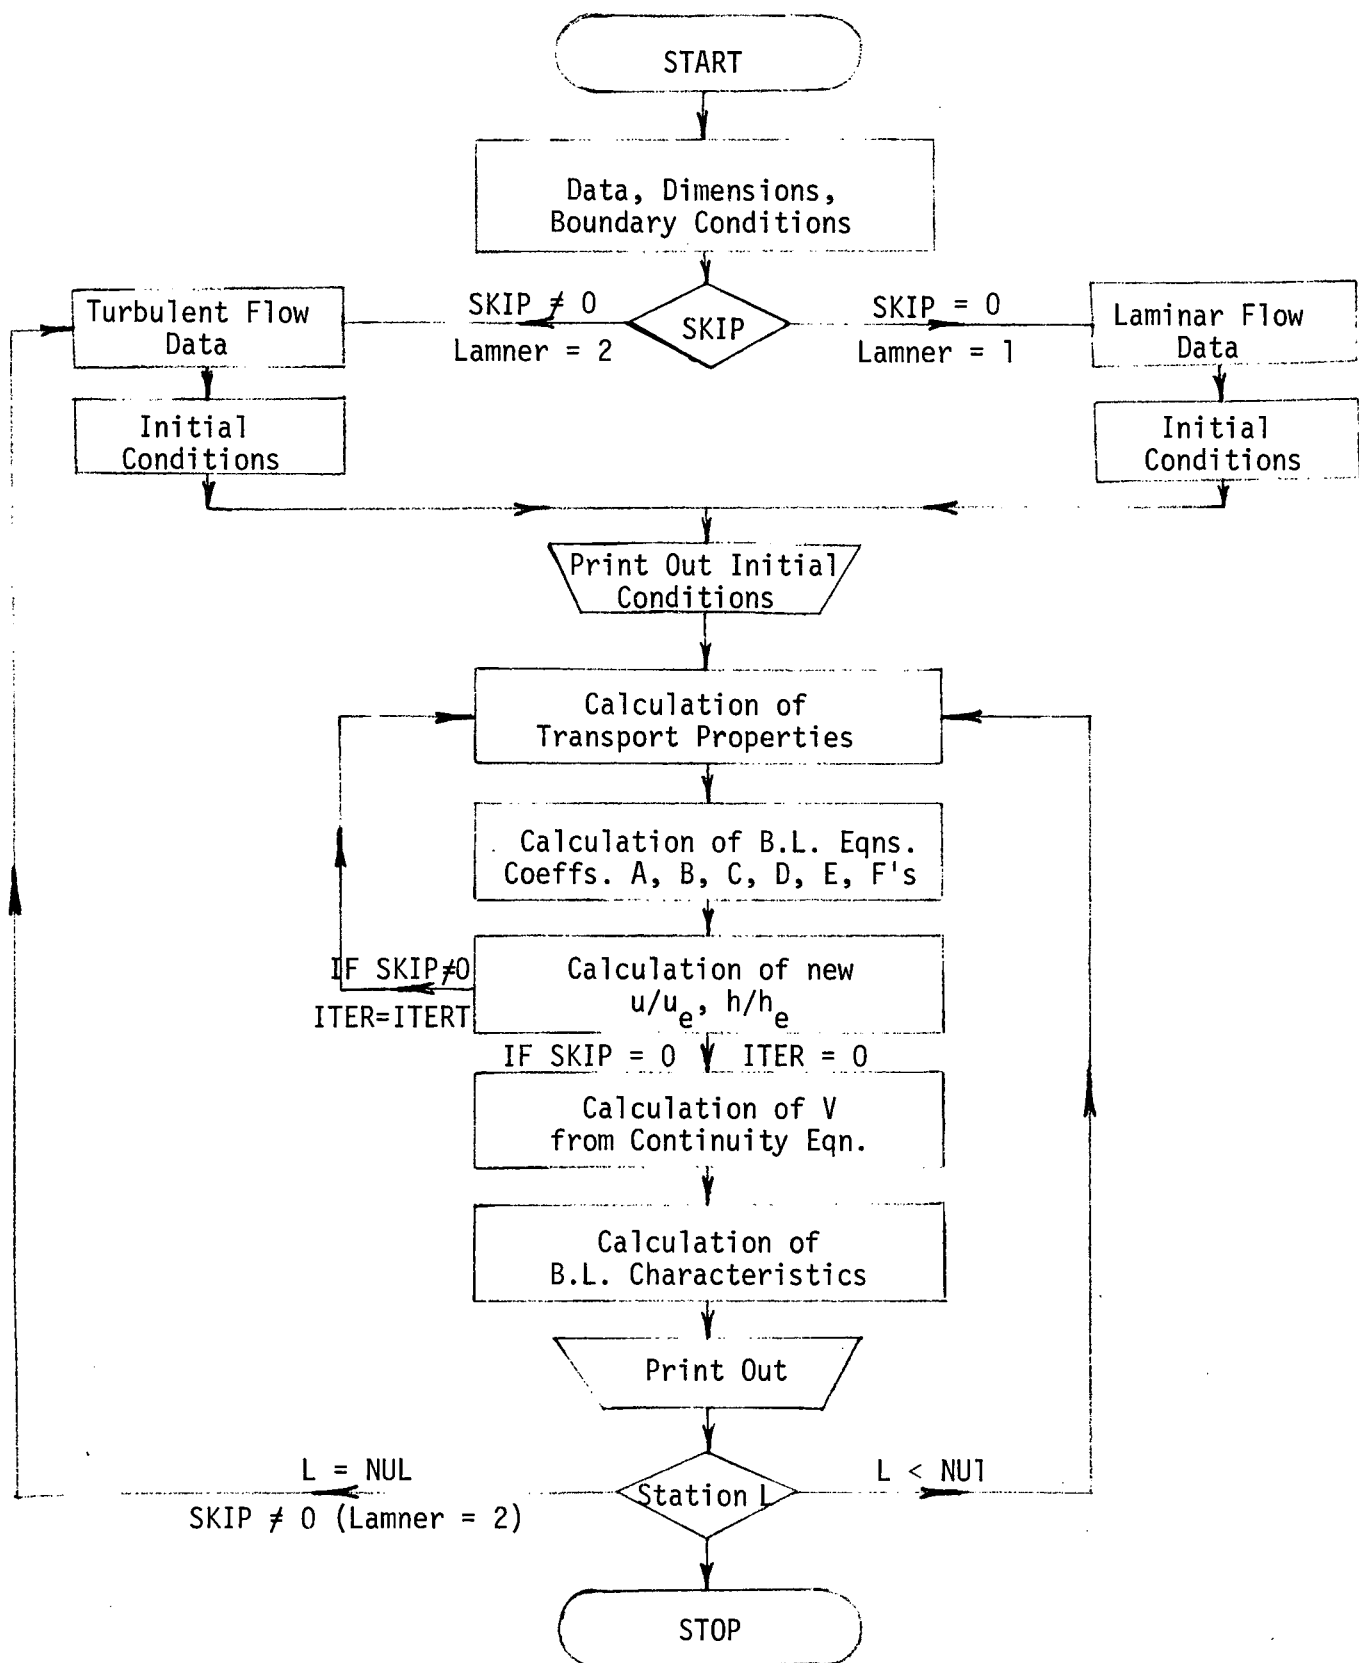 START
Data, Dimensions,
Boundary Conditions
SKIP ≠ 0
Lamner = 2
SKIP
SKIP = 0
Lamner = 1
Turbulent Flow
Data
Laminar Flow
Data
Initial
Conditions
Initial
Conditions
Print Out Initial
Conditions
Calculation of
Transport Properties
Calculation of B.L. Eqns.
Coeffs. A, B, C, D, E, F's
IF SKIP≠0
ITER=ITERT
Calculation of new
u/u_e, h/h_e
IF SKIP = 0 ITER = 0
Calculation of V
from Continuity Eqn.
Calculation of
B.L. Characteristics
Print Out
L = NUL
SKIP ≠ 0 (Lamner = 2)
Station L
L < NU1
STOP